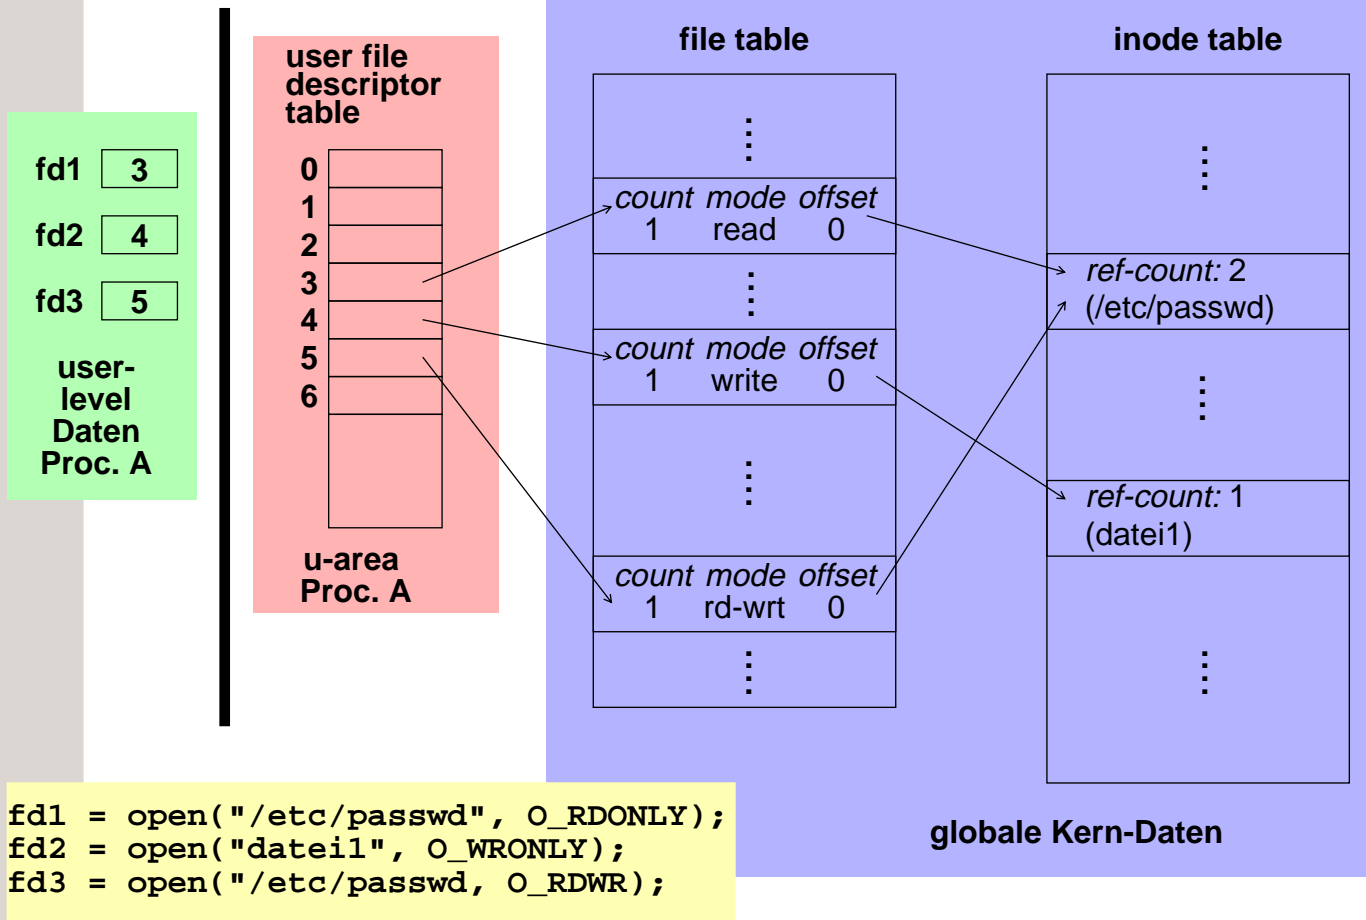 fd1 3
fd2 4
fd3 5
user-
level
Daten
Proc. A
user file
descriptor
table
0
1
2
3
4
5
6
u-area
Proc. A
file table
count mode offset
1 read 0
count mode offset
1 write 0
count mode offset
1 rd-wrt 0
inode table
ref-count: 2
(/etc/passwd)
ref-count: 1
(datei1)
globale Kern-Daten
fd1 = open("/etc/passwd", O_RDONLY);
fd2 = open("datei1", O_WRONLY);
fd3 = open("/etc/passwd, O_RDWR);